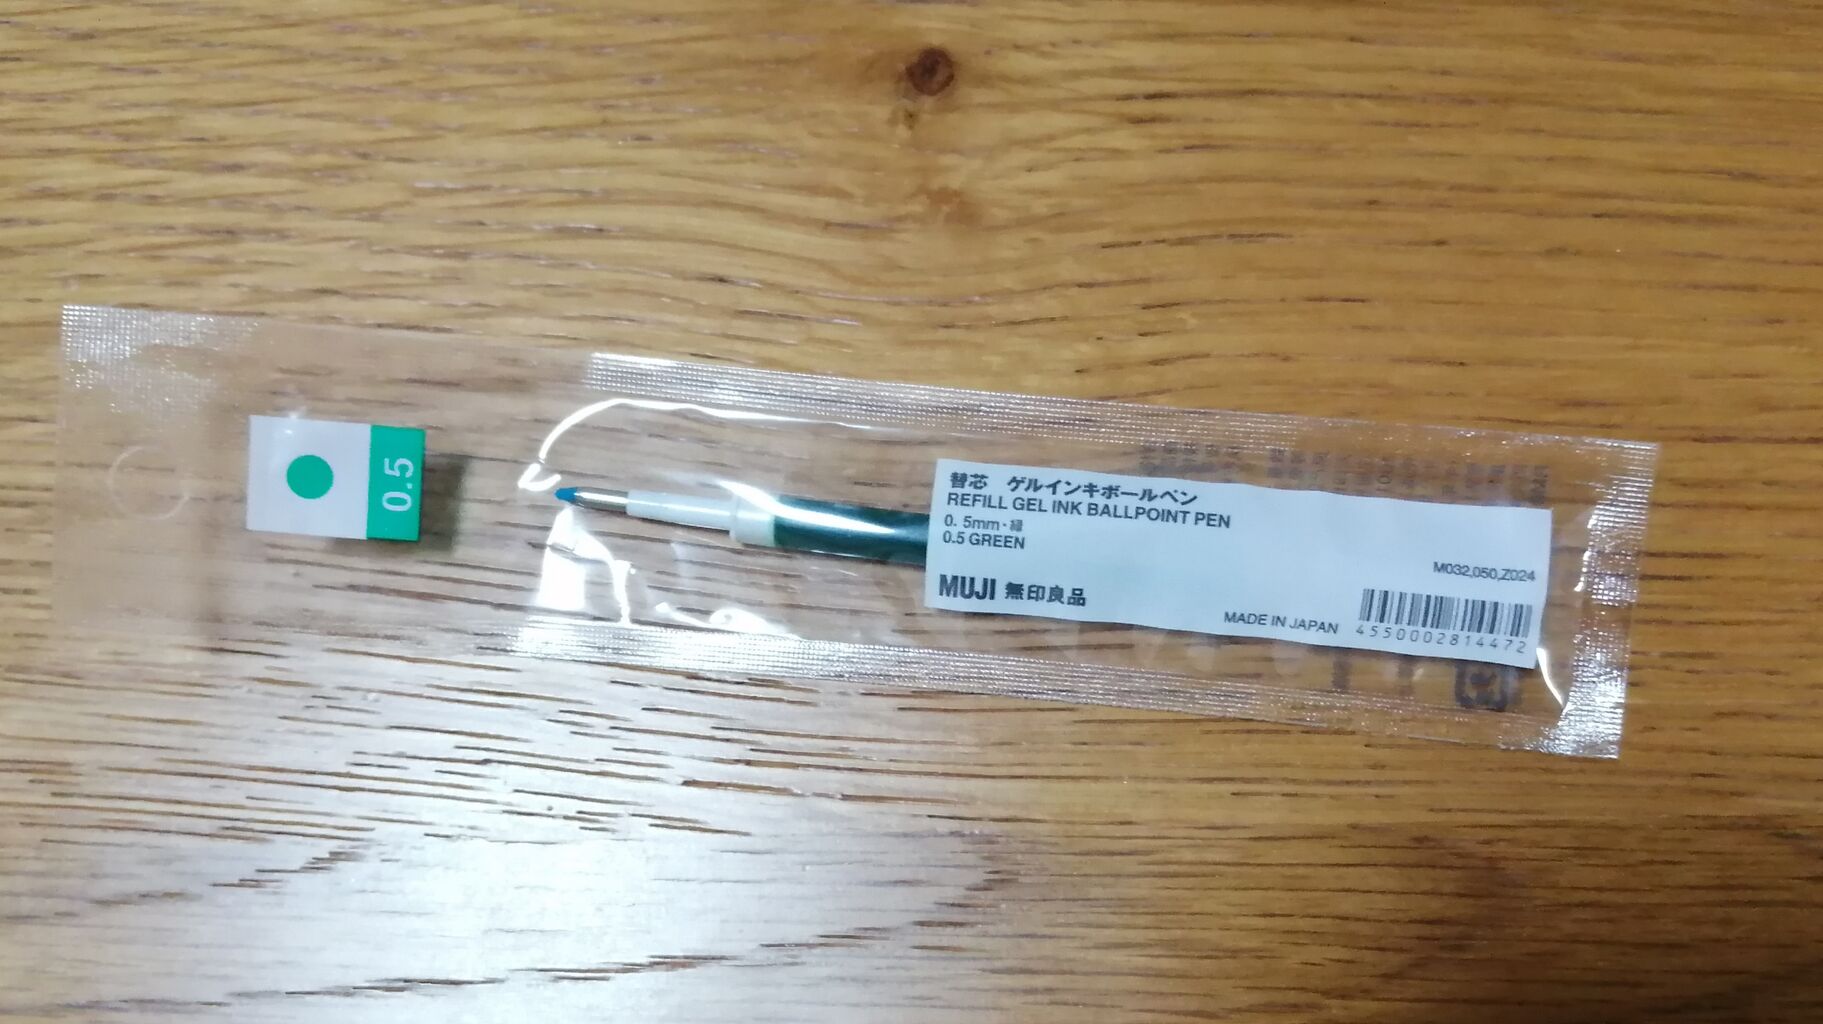 0.5
替芯 ゲルインキボールペン
REFILL GEL INK BALLPOINT PEN
0. 5mm・緑
0.5 GREEN
M032,050,Z024
MUJI 無印良品
MADE IN JAPAN
4550002814472